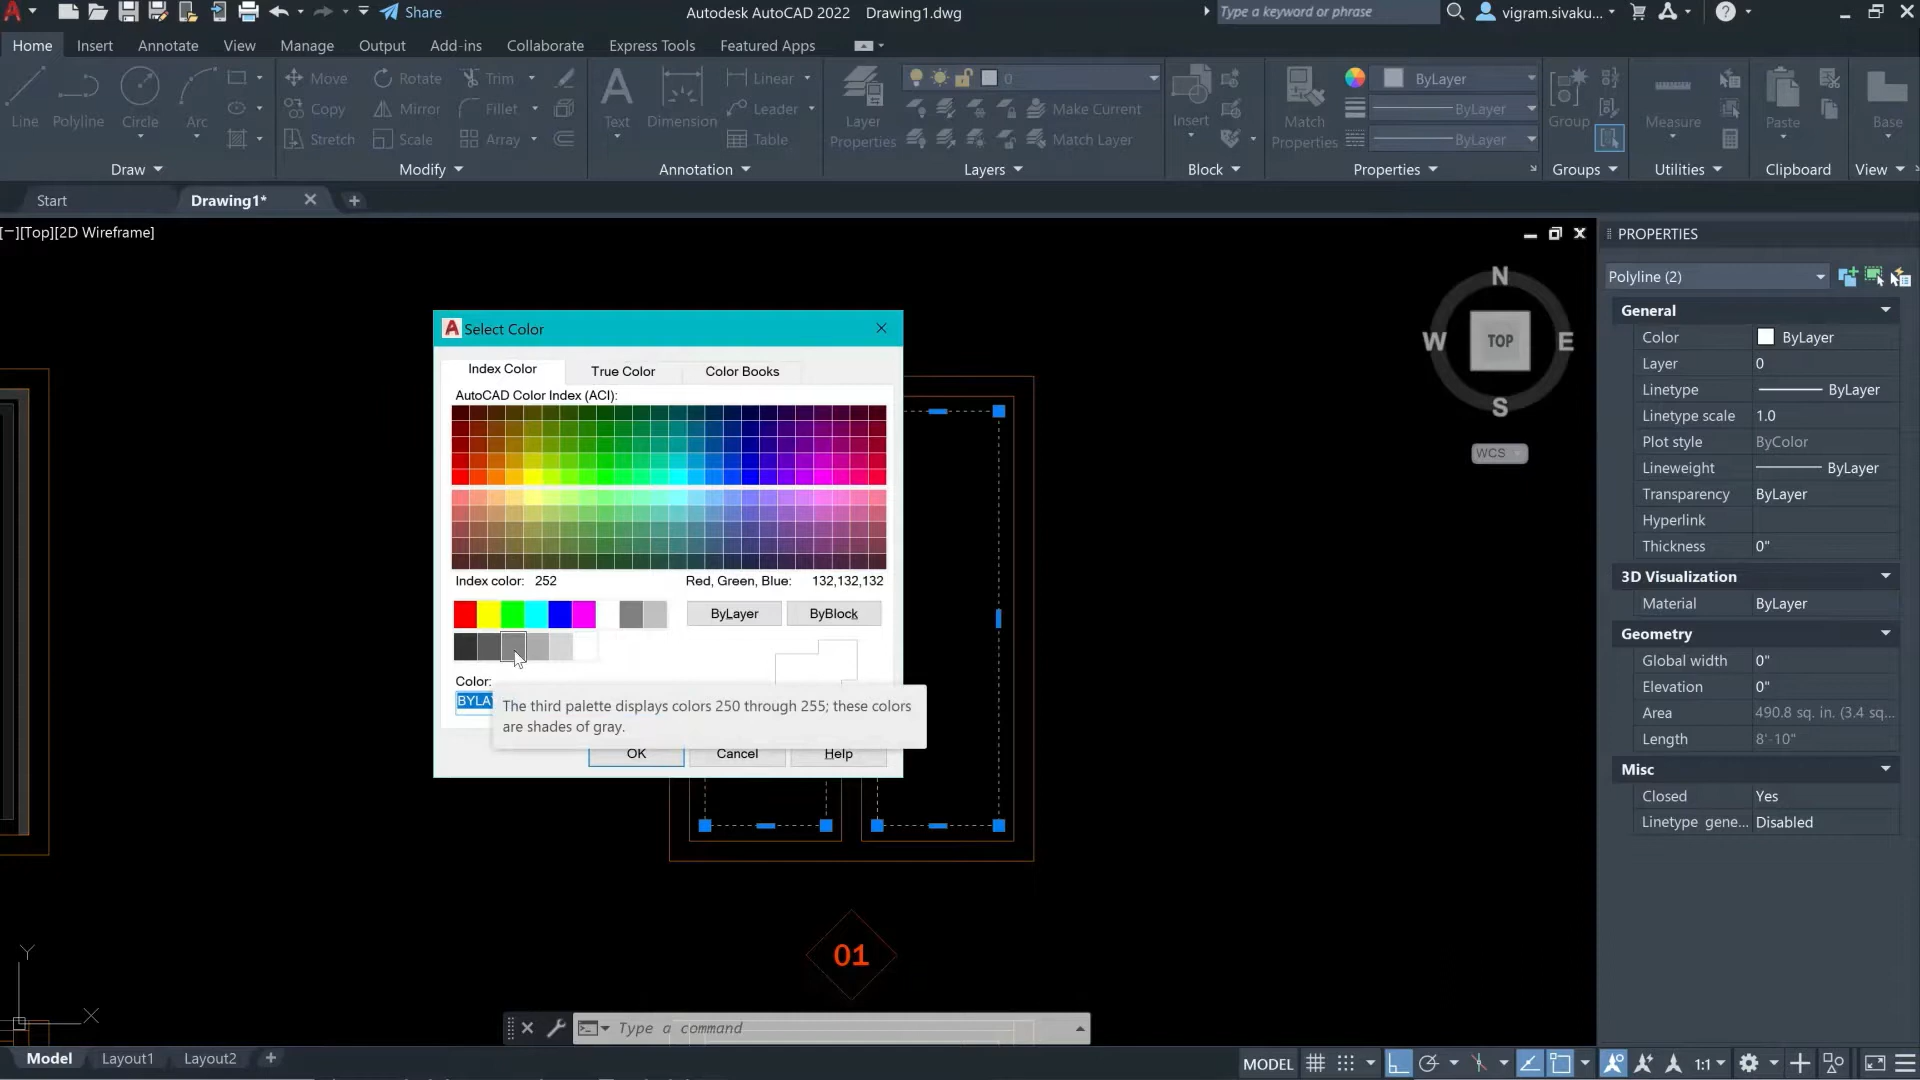 Share
Autodesk AutoCAD 2022 Drawing1.dwg
Type a keyword or phrase
vigram.sivaku...
Home Insert Annotate View Manage Output Add-ins Collaborate Express Tools Featured Apps
Line Polyline Circle Arc
Move Rotate Trim
Copy Mirror Fillet
Stretch Scale Array
Text Dimension
Linear
Leader
Table
Layer Properties
0
Make Current
Match Layer
Insert
Match Properties
ByLayer
ByLayer
ByLayer
Group
Measure
Paste
Base
Draw Modify Annotation Layers Block Properties Groups Utilities Clipboard View
Start Drawing1*
[−][Top][2D Wireframe]
N
W TOP E
S
WCS
Select Color
Index Color True Color Color Books
AutoCAD Color Index (ACI):
Index color: 252 Red, Green, Blue: 132,132,132
ByLayer ByBlock
Color:
BYLA
The third palette displays colors 250 through 255; these colors
are shades of gray.
OK Cancel Help
PROPERTIES
Polyline (2)
General
Color ByLayer
Layer 0
Linetype ByLayer
Linetype scale 1.0
Plot style ByColor
Lineweight ByLayer
Transparency ByLayer
Hyperlink
Thickness 0"
3D Visualization
Material ByLayer
Geometry
Global width 0"
Elevation 0"
Area 490.8 sq. in. (3.4 sq...
Length 8'-10"
Misc
Closed Yes
Linetype gene... Disabled
01
Y
X
Type a command
Model Layout1 Layout2
MODEL 1:1